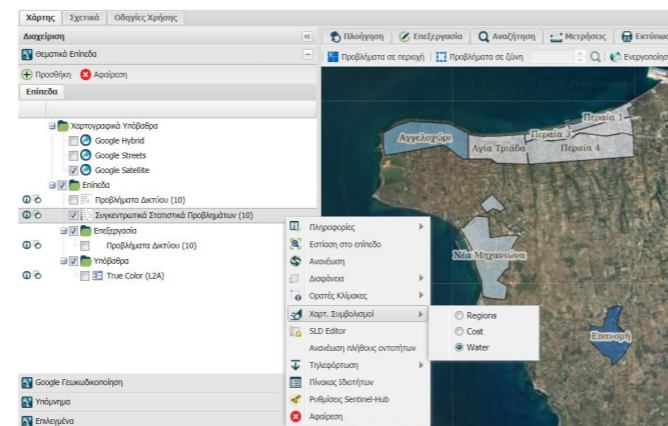 Χάρτης Σχετικά Οδηγίες Χρήσης
Διαχείριση
Πλοήγηση Επεξεργασία Αναζήτηση Μετρήσεις
Θεματικά Επίπεδα
Προβλήματα σε περιοχή Προβλήματα σε ζώνη
Προσθήκη Αφαίρεση
Επίπεδα
Χαρτογραφικά Υπόβαθρα
Google Hybrid
Google Streets
Google Satellite
Επίπεδα
Προβλήματα Δικτύου (10)
Συγκεντρωτικά Στατιστικά Προβλημάτων (10)
Επεξεργασία
Προβλήματα Δικτύου (10)
Υπόβαθρα
True Color (L2A)
Περαία 1
Αγγελοχώρι
Περαία 3
Αγία Τριάδα
Περαία 4
Νέα Μηχανιώνα
Επανομή
Πληροφορίες
Εστίαση στο επίπεδο
Ανανέωση
Διαφάνεια
Ορατές Κλίμακες
Χαρτ. Συμβολισμοί
SLD Editor
Ανανέωση πλήθους οντοτήτων
Τηλεφόρτωση
Πίνακας Ιδιοτήτων
Ρυθμίσεις Sentinel-Hub
Αφαίρεση
Regions
Cost
Water
Google Γεωκωδικοποίηση
Υπόμνημα
Επιλεγμένα